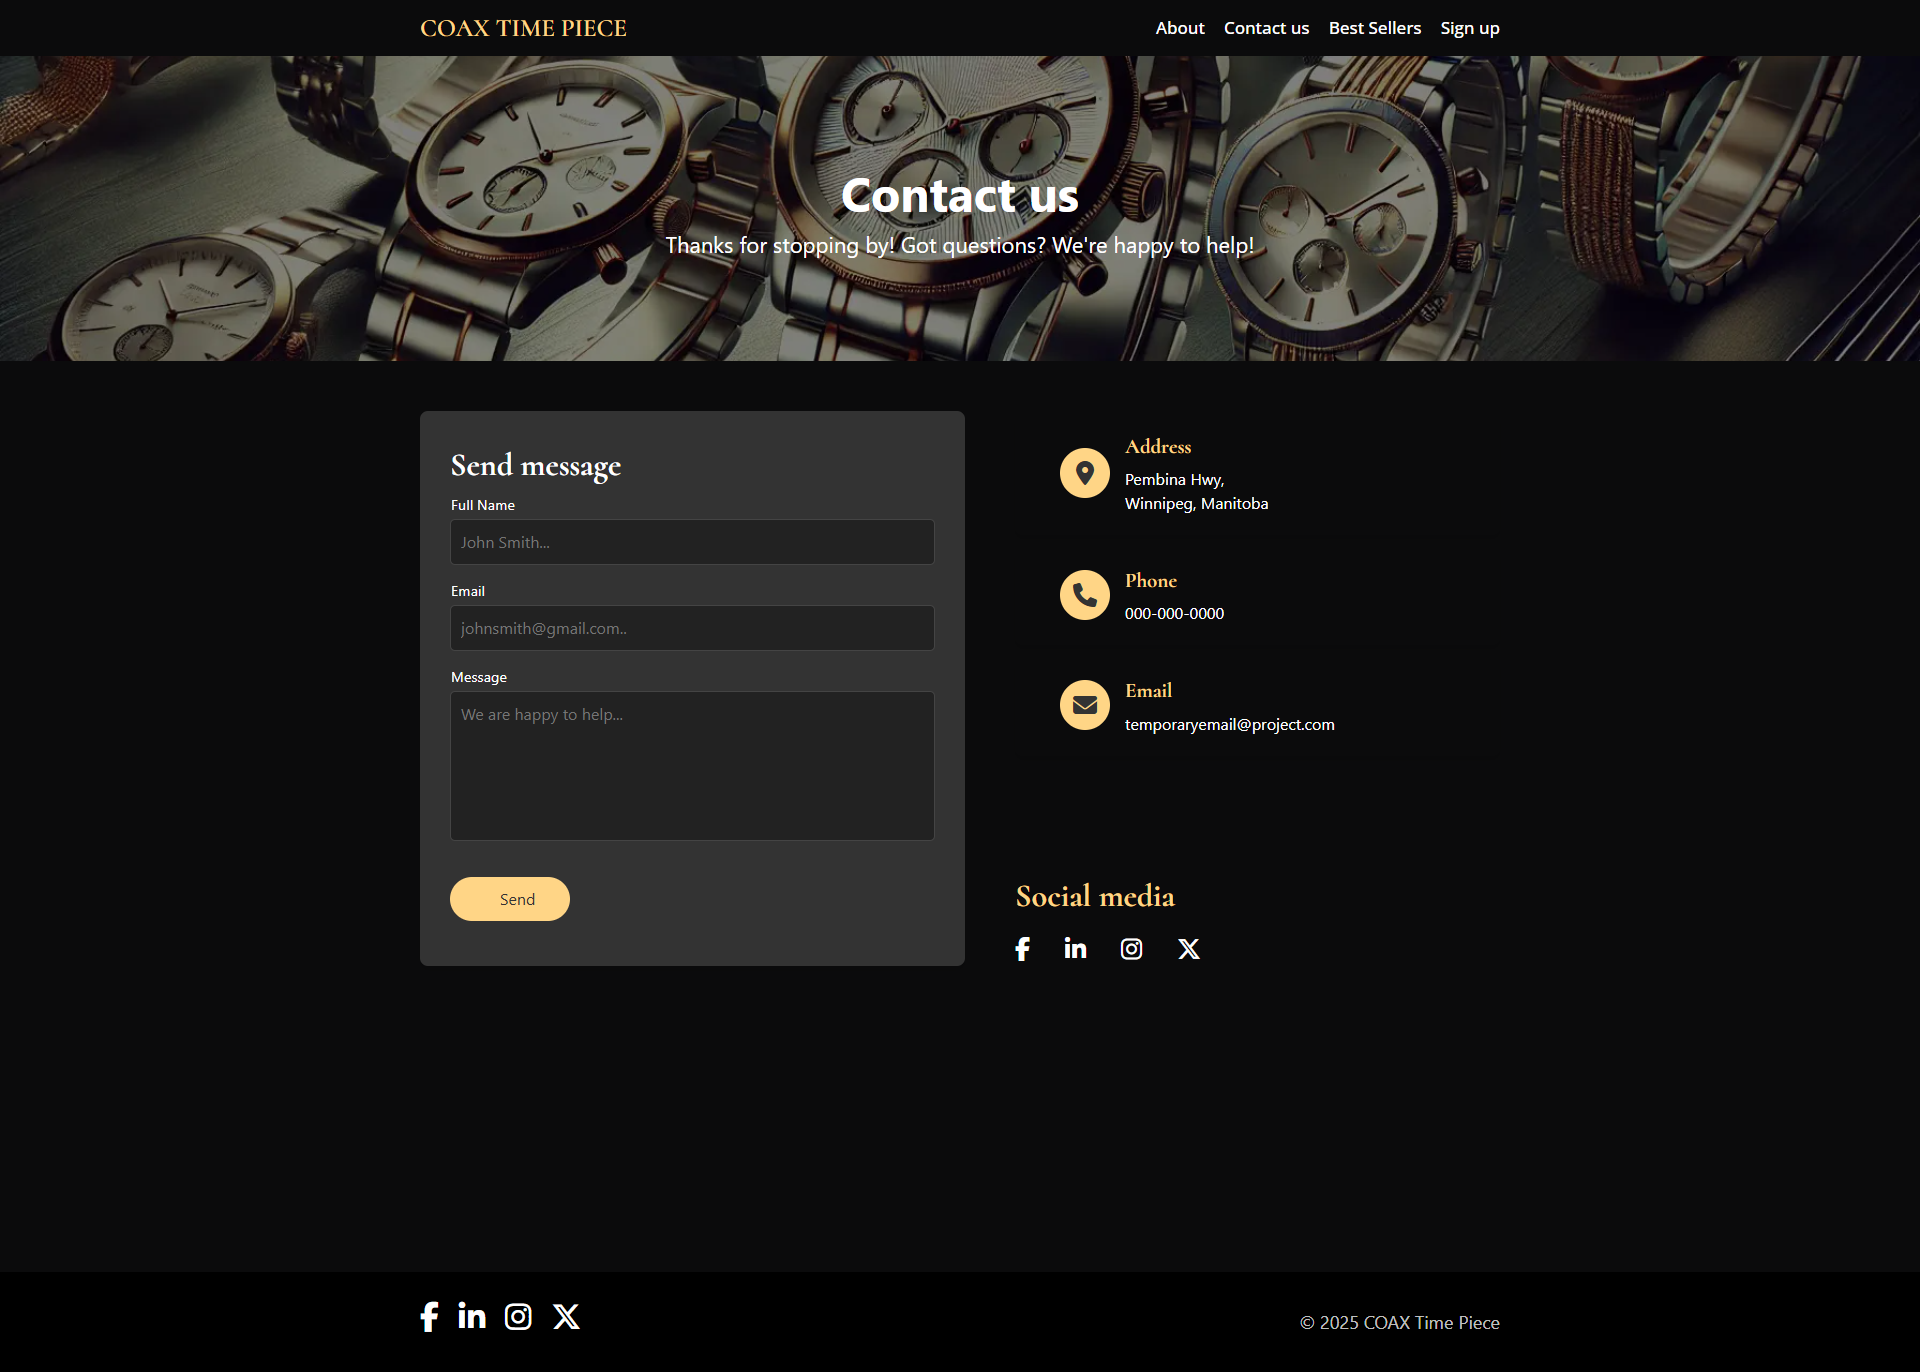 COAX TIME PIECE
About Contact us Best Sellers Sign up
Contact us
Thanks for stopping by! Got questions? We're happy to help!
Send message
Full Name
John Smith...
Email
johnsmith@gmail.com..
Message
We are happy to help...
Send
Address
Pembina Hwy,
Winnipeg, Manitoba
Phone
000-000-0000
Email
temporaryemail@project.com
Social media
© 2025 COAX Time Piece